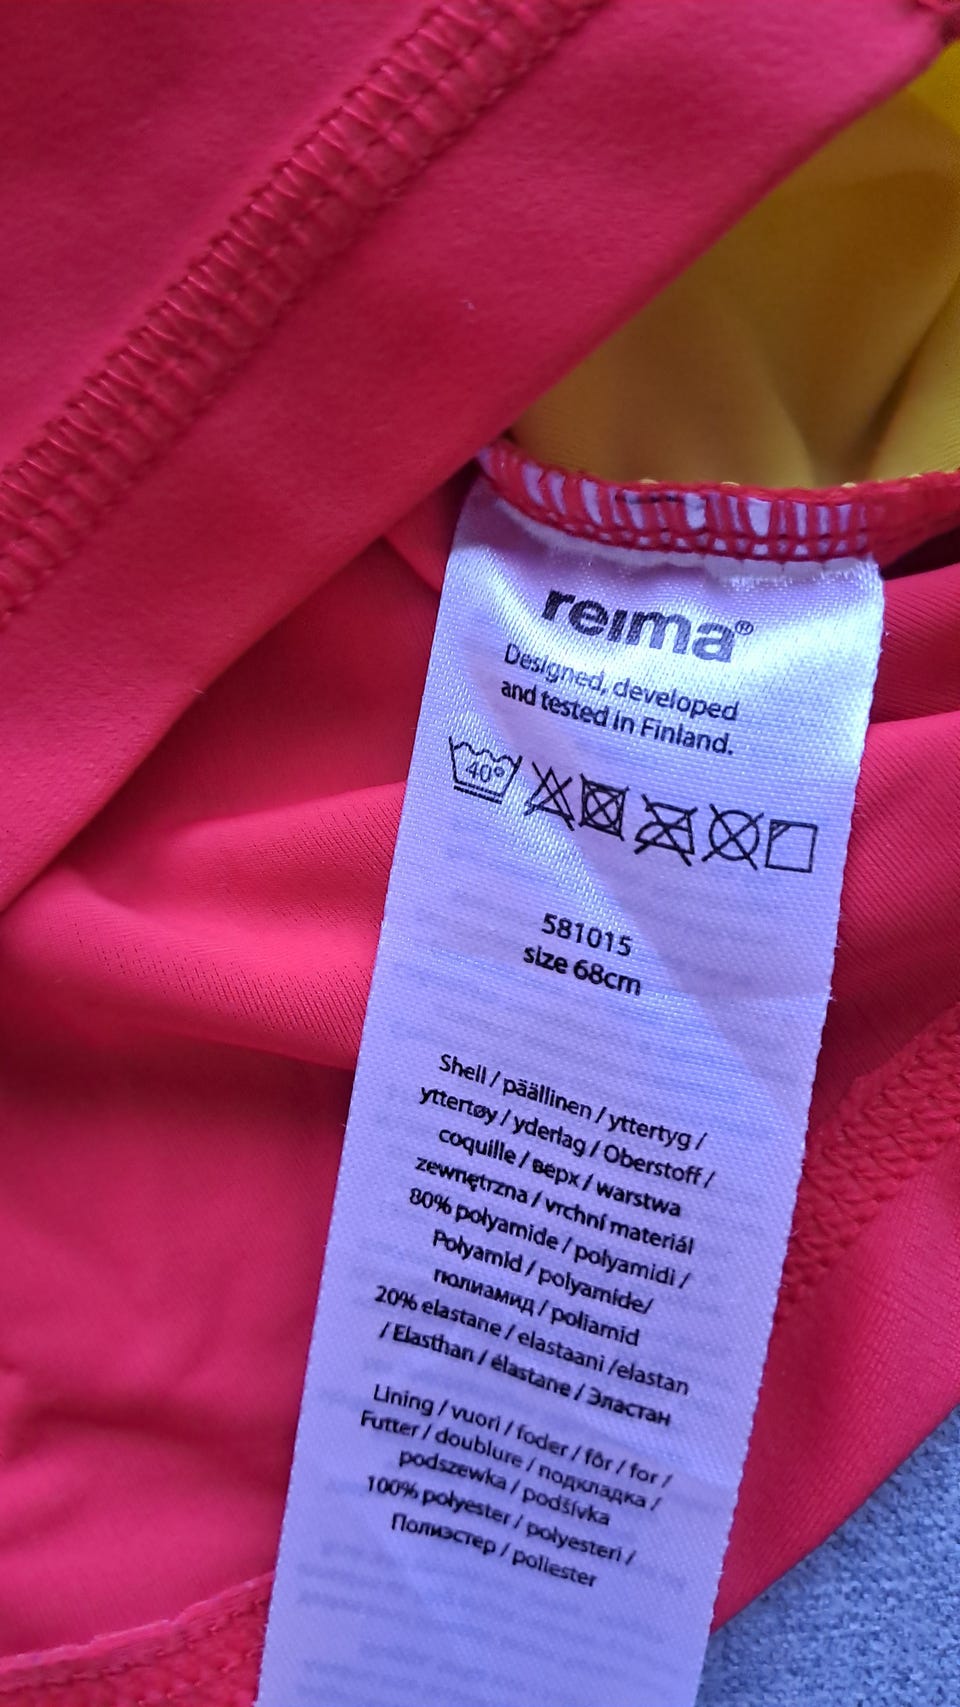 reima®
Designed, developed
and tested in Finland.
40°
581015
size 68cm
Shell / päällinen / yttertyg /
yttertøy / yderlag / Oberstoff /
coquille / верх / warstwa
zewnętrzna / vrchní materiál
80% polyamide / polyamidi /
Polyamid / polyamide/
полиамид / poliamid
20% elastane / elastaani /elastan
/ Elasthan / élastane / Эластан
Lining / vuori / foder / fôr / for /
Futter / doublure / подкладка /
podszewka / podšívka
100% polyester / polyesteri /
Полиэстер / poliester